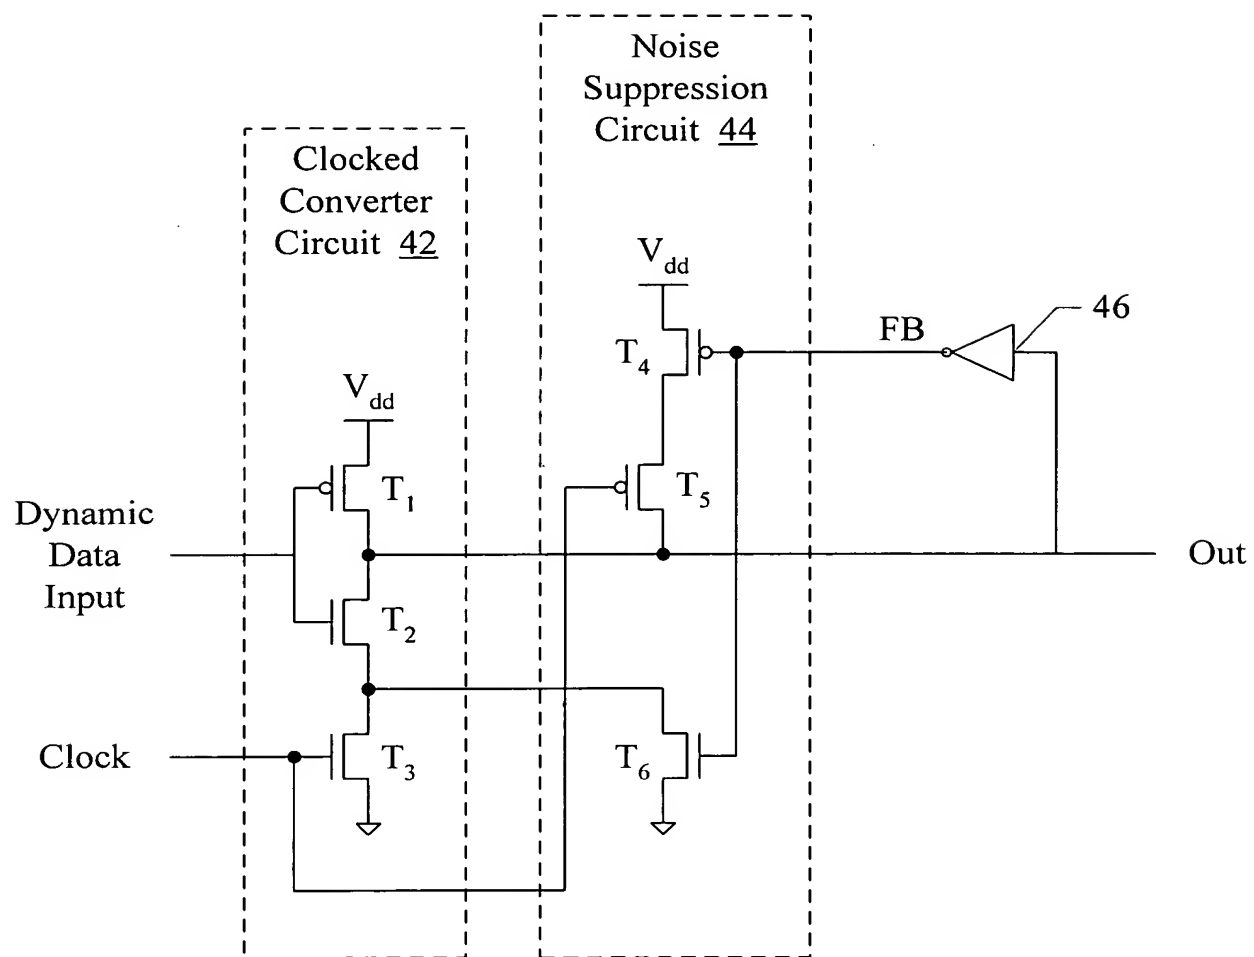 Noise
Suppression
Circuit 44
Clocked
Converter
Circuit 42
Vdd
T4
FB
46
Vdd
T1
T5
Dynamic
Data
Input
Out
T2
Clock
T3
T6